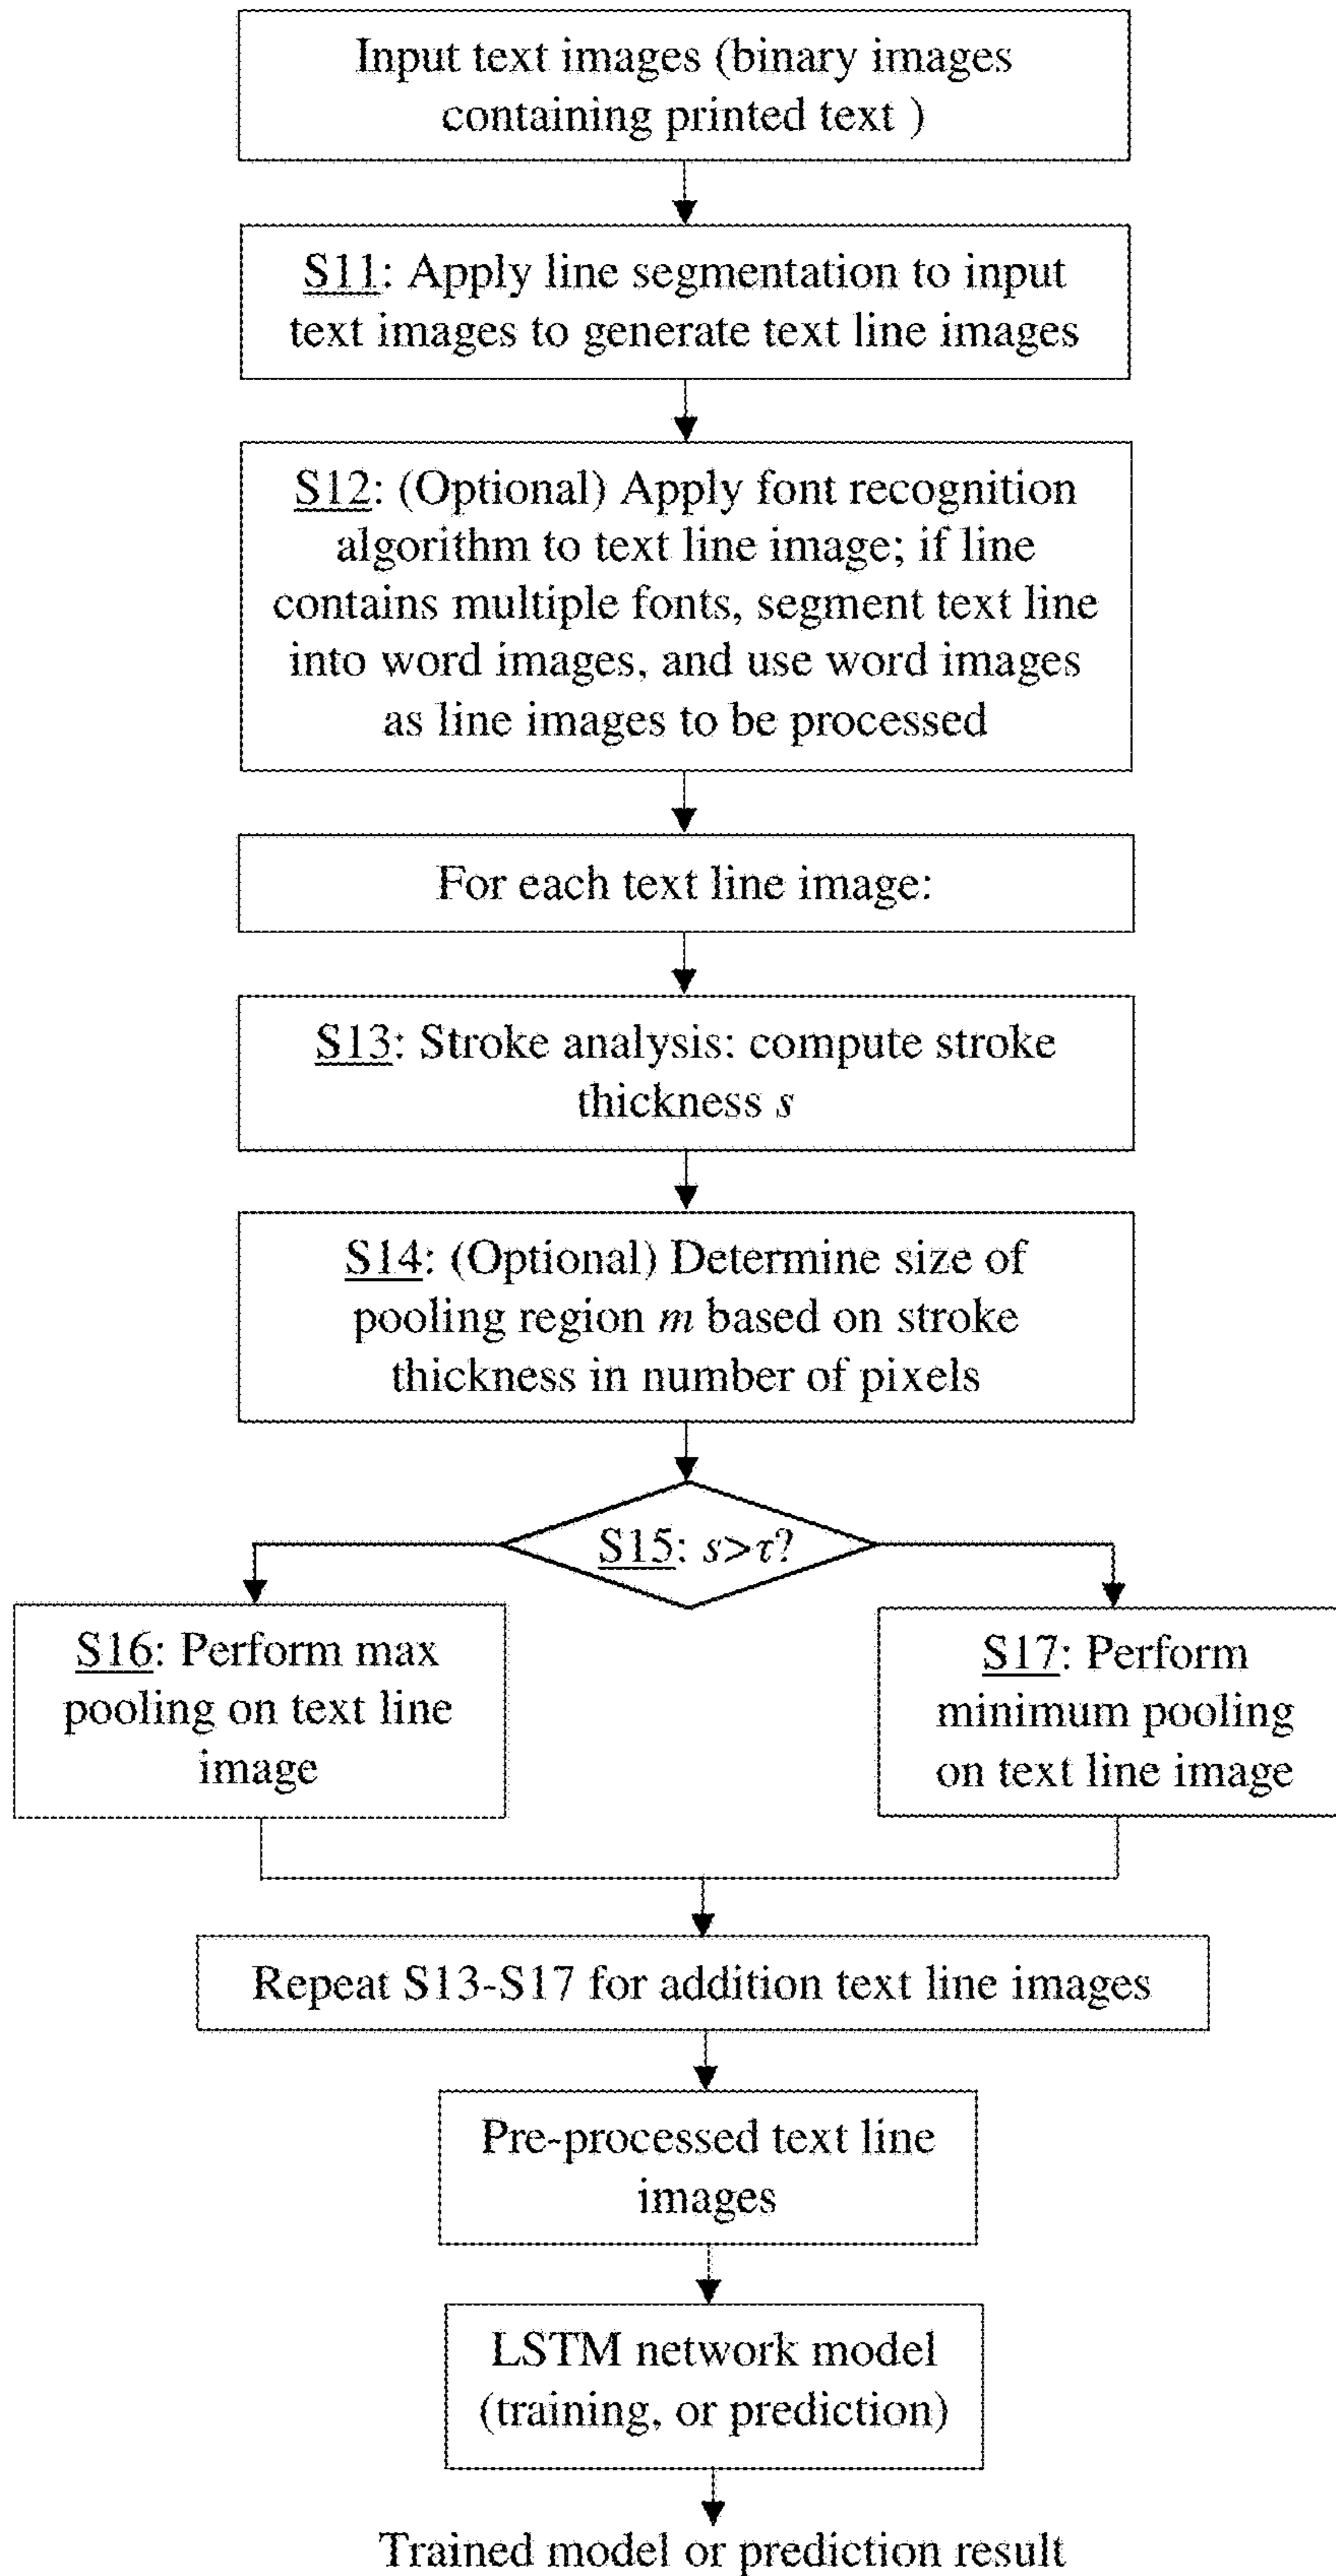 Input text images (binary images
containing printed text )
S11: Apply line segmentation to input
text images to generate text line images
S12: (Optional) Apply font recognition
algorithm to text line image; if line
contains multiple fonts, segment text line
into word images, and use word images
as line images to be processed
For each text line image:
S13: Stroke analysis: compute stroke
thickness s
S14: (Optional) Determine size of
pooling region m based on stroke
thickness in number of pixels
S15: s>τ?
S16: Perform max
pooling on text line
image
S17: Perform
minimum pooling
on text line image
Repeat S13-S17 for addition text line images
Pre-processed text line
images
LSTM network model
(training, or prediction)
Trained model or prediction result